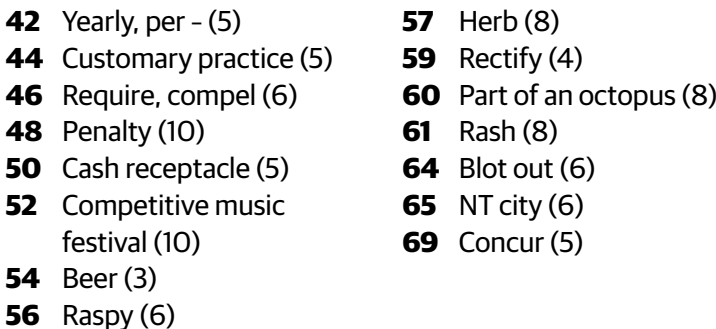 42 Yearly, per – (5)
44 Customary practice (5)
46 Require, compel (6)
48 Penalty (10)
50 Cash receptacle (5)
52 Competitive music
festival (10)
54 Beer (3)
56 Raspy (6)
57 Herb (8)
59 Rectify (4)
60 Part of an octopus (8)
61 Rash (8)
64 Blot out (6)
65 NT city (6)
69 Concur (5)